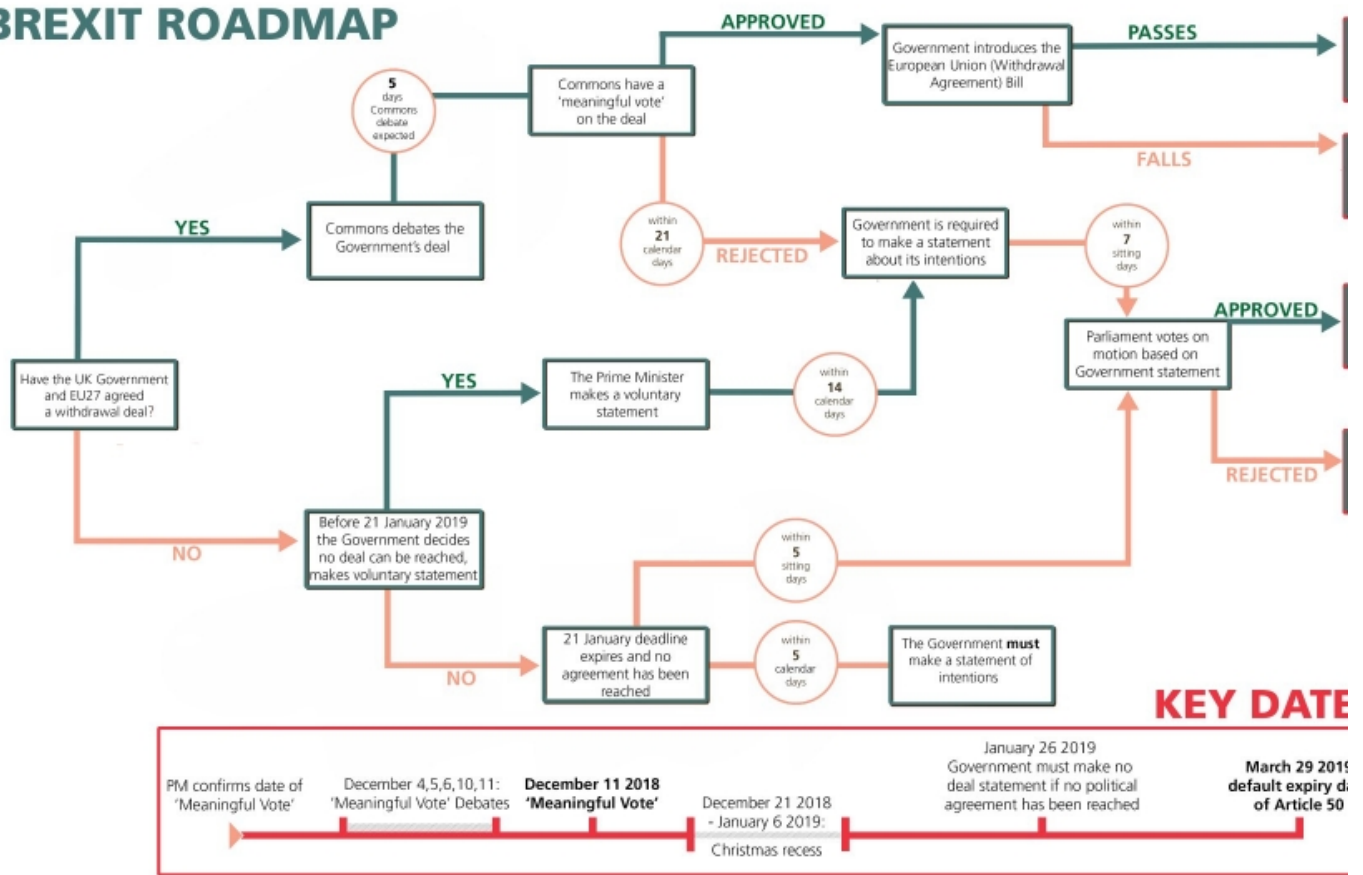 BREXIT ROADMAP
APPROVED
PASSES
5
days
Commons
debate
expected
Commons have a
'meaningful vote'
on the deal
Government introduces the
European Union (Withdrawal
Agreement) Bill
FALLS
YES
Commons debates the
Government's deal
within
21
calendar
days
REJECTED
Government is required
to make a statement
about its intentions
within
7
sitting
days
APPROVED
Parliament votes on
motion based on
Government statement
REJECTED
Have the UK Government
and EU27 agreed
a withdrawal deal?
YES
The Prime Minister
makes a voluntary
statement
within
14
calendar
days
NO
Before 21 January 2019
the Government decides
no deal can be reached,
makes voluntary statement
within
5
sitting
days
NO
21 January deadline
expires and no
agreement has been
reached
within
5
calendar
days
The Government must
make a statement of
intentions
KEY DATE
PM confirms date of
'Meaningful Vote'
December 4,5,6,10,11:
'Meaningful Vote' Debates
December 11 2018
'Meaningful Vote'
December 21 2018
- January 6 2019:
Christmas recess
January 26 2019
Government must make no
deal statement if no political
agreement has been reached
March 29 2019
default expiry da
of Article 50